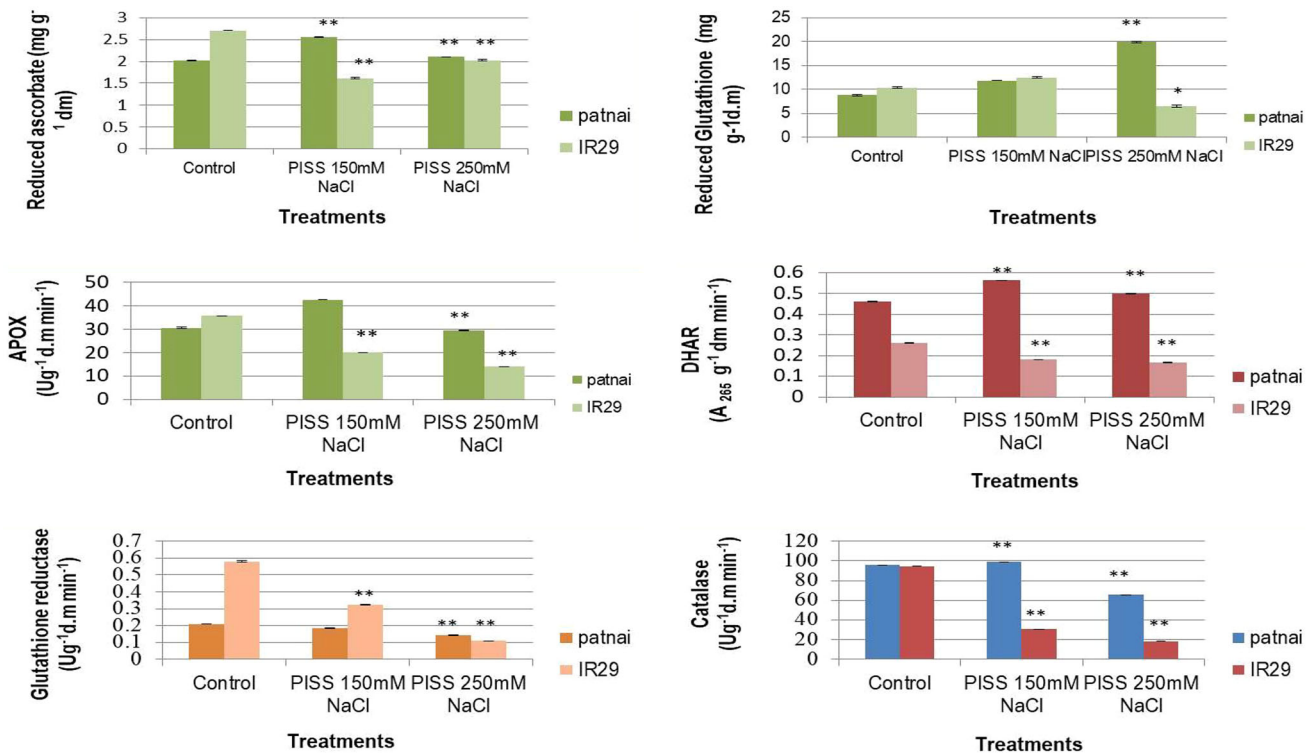 Reduced ascorbate (mg g-
1 dm)
3
2.5
2
1.5
1
0.5
0
** ** ** **
Control PISS 150mM PISS 250mM
NaCl NaCl
Treatments
patnai
IR29
Reduced Glutathione (mg
g-1d.m)
25
20
15
10
5
0
** *
Control PISS 150mM NaCl PISS 250mM NaCl
Treatments
patnai
IR29
APOX
(Ug-1 d.m min-1)
50
40
30
20
10
0
** ** **
Control PISS 150mM PISS 250mM
NaCl NaCl
Treatments
patnai
IR29
DHAR
(A 265 g-1 dm min-1)
0.6
0.5
0.4
0.3
0.2
0.1
0
** ** ** **
Control PISS 150mM PISS 250mM
NaCl NaCl
Treatments
patnai
IR29
Glutathione reductase
(Ug-1d.m min-1)
0.7
0.6
0.5
0.4
0.3
0.2
0.1
0
** ** **
Control PISS 150mM PISS 250mM
NaCl NaCl
Treatments
patnai
IR29
Catalase
(Ug-1d.m min-1)
120
100
80
60
40
20
0
** ** ** **
Control PISS 150mM PISS 250mM
NaCl NaCl
Treatments
patnai
IR29